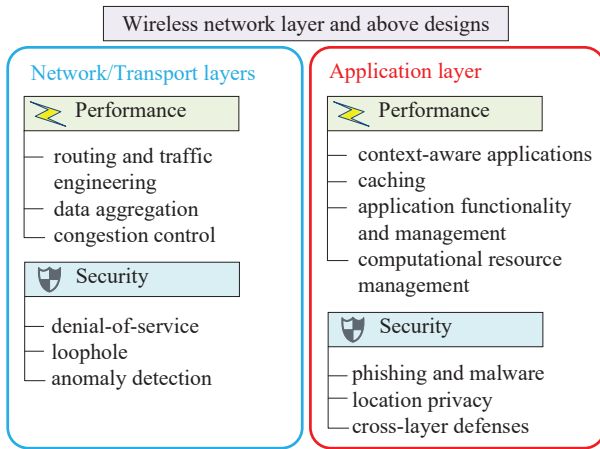 Wireless network layer and above designs
Network/Transport layers
Performance
routing and traffic
engineering
data aggregation
congestion control
Security
denial-of-service
loophole
anomaly detection
Application layer
Performance
context-aware applications
caching
application functionality
and management
computational resource
management
Security
phishing and malware
location privacy
cross-layer defenses